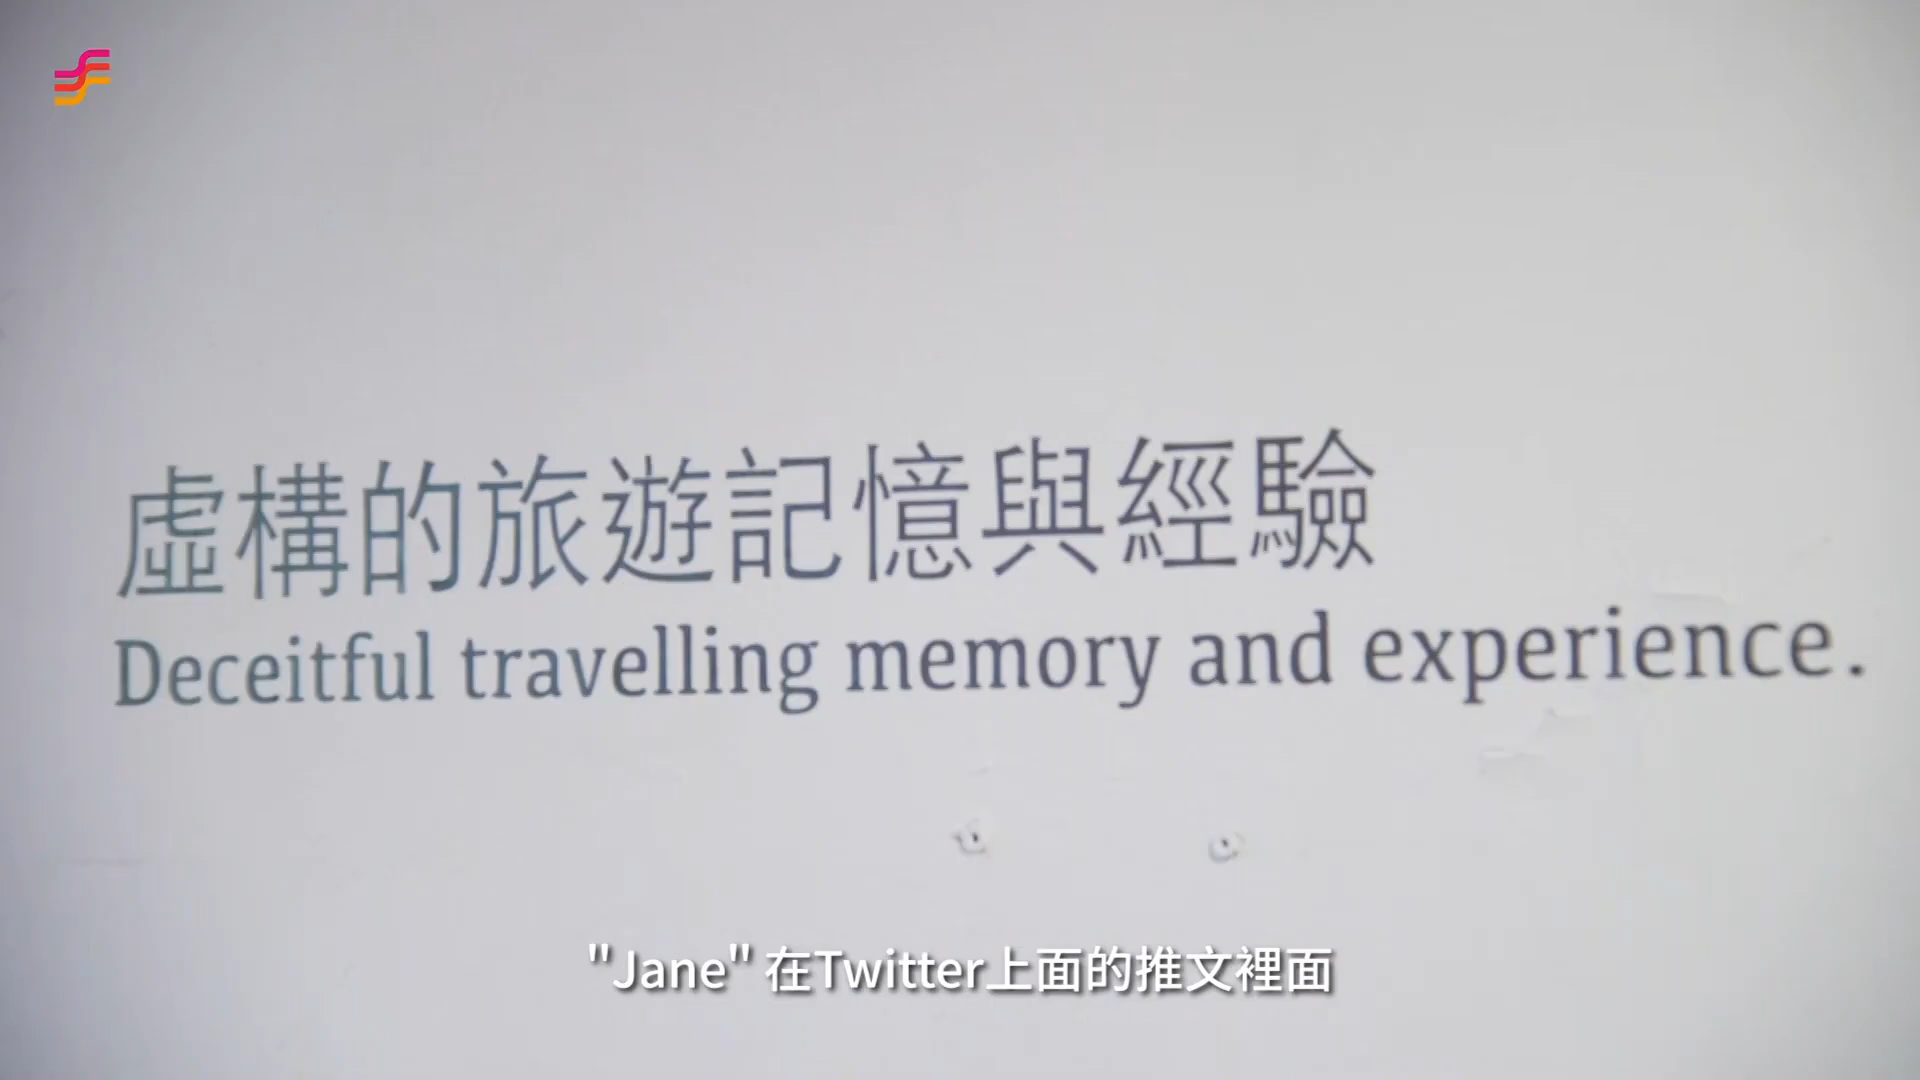 虛構的旅遊記憶與經驗
Deceitful travelling memory and experience.
"Jane" 在Twitter上面的推文裡面